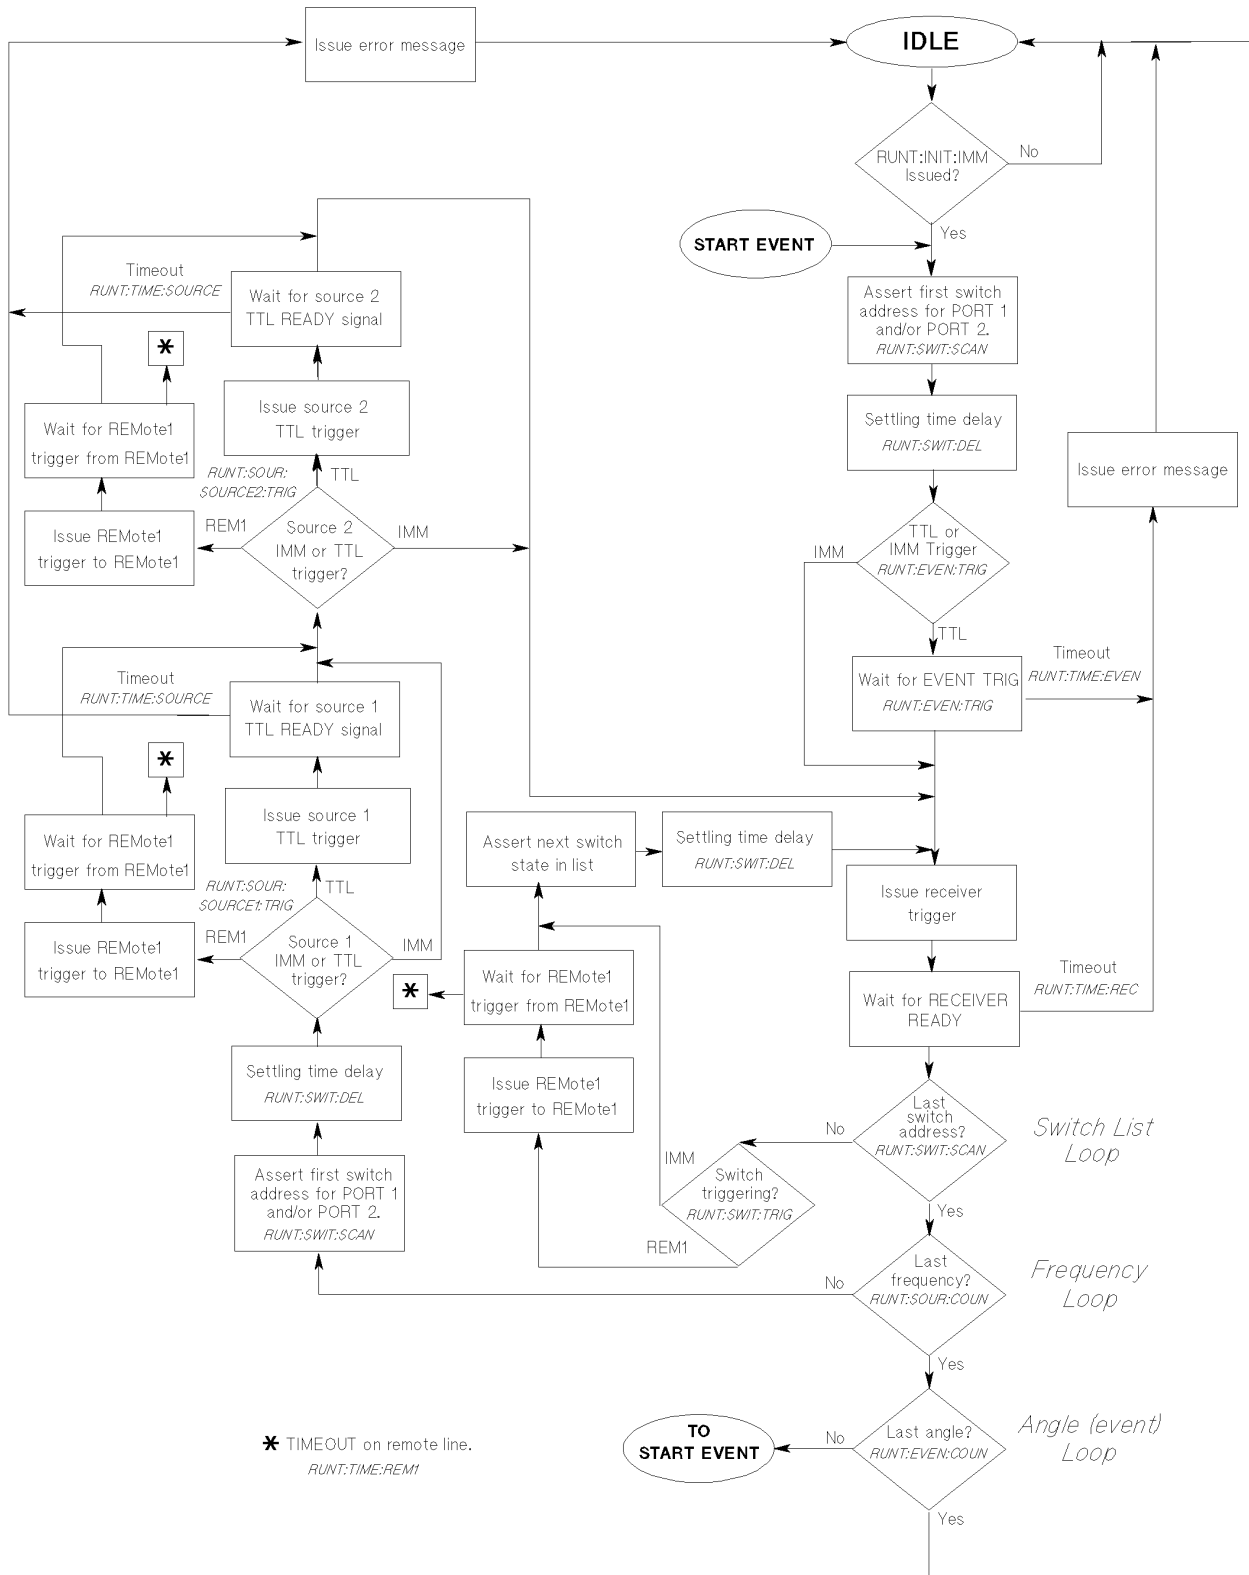 Issue error message
IDLE
RUNT:INIT:IMM
Issued?
No
Yes
START EVENT
Assert first switch
address for PORT 1
and/or PORT 2.
RUNT:SWIT:SCAN
Settling time delay
RUNT:SWIT:DEL
TTL or
IMM Trigger
RUNT:EVEN:TRIG
IMM
TTL
Wait for EVENT TRIG
RUNT:EVEN:TRIG
Timeout
RUNT:TIME:EVEN
Issue error message
Issue receiver
trigger
Wait for RECEIVER
READY
Timeout
RUNT:TIME:REC
Last
switch
address?
RUNT:SWIT:SCAN
No
Yes
Switch List
Loop
Last
frequency?
RUNT:SOUR:COUN
No
Yes
Frequency
Loop
Last angle?
RUNT:EVEN:COUN
No
Yes
Angle (event)
Loop
TO
START EVENT
Switch
triggering?
RUNT:SWIT:TRIG
IMM
REM1
Issue REMote1
trigger to REMote1
Wait for REMote1
trigger from REMote1
*
Assert next switch
state in list
Settling time delay
RUNT:SWIT:DEL
Assert first switch
address for PORT 1
and/or PORT 2.
RUNT:SWIT:SCAN
Settling time delay
RUNT:SWIT:DEL
Source 1
IMM or TTL
trigger?
REM1
IMM
TTL
RUNT:SOUR:
SOURCE1:TRIG
Issue REMote1
trigger to REMote1
Wait for REMote1
trigger from REMote1
*
Issue source 1
TTL trigger
Wait for source 1
TTL READY signal
Timeout
RUNT:TIME:SOURCE
Source 2
IMM or TTL
trigger?
REM1
IMM
TTL
RUNT:SOUR:
SOURCE2:TRIG
Issue REMote1
trigger to REMote1
Wait for REMote1
trigger from REMote1
*
Issue source 2
TTL trigger
Wait for source 2
TTL READY signal
Timeout
RUNT:TIME:SOURCE
* TIMEOUT on remote line.
RUNT:TIME:REM1